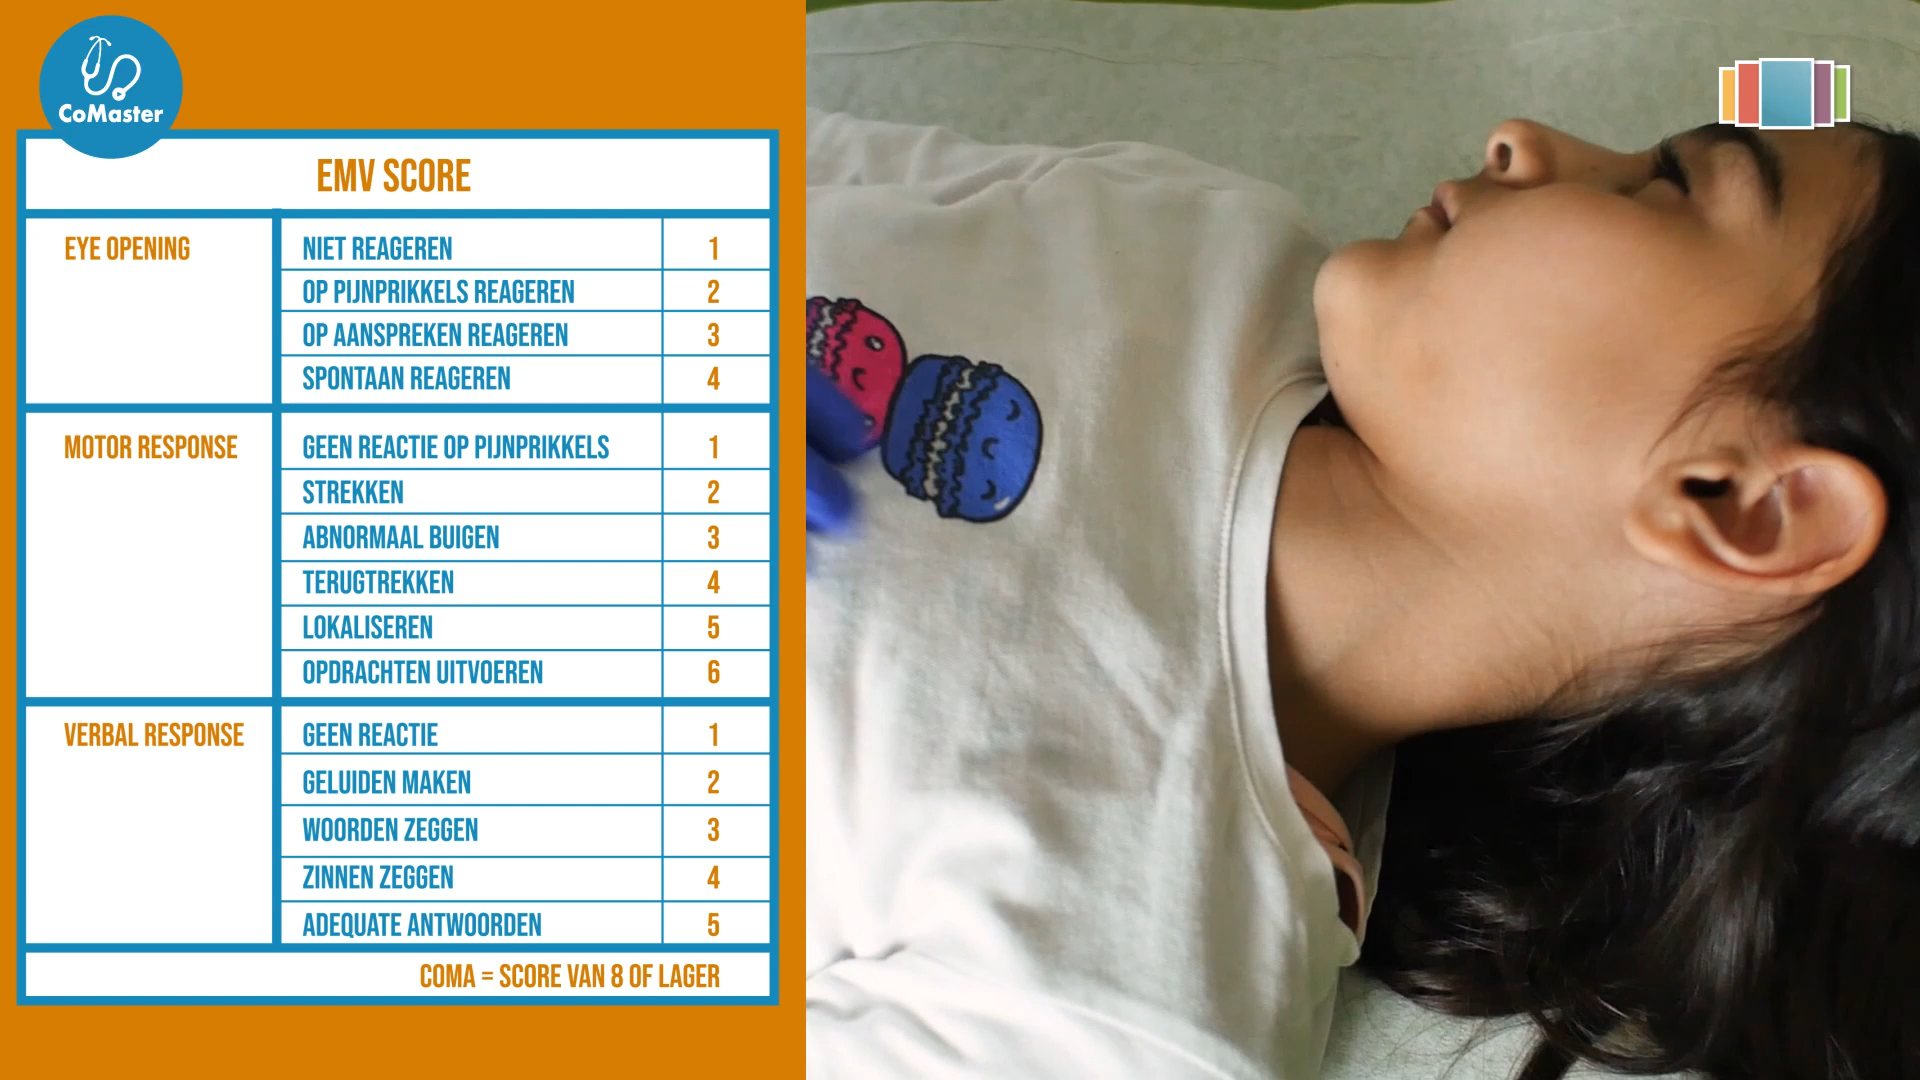 CoMaster
EMV SCORE
EYE OPENING
NIET REAGEREN 1
OP PIJNPRIKKELS REAGEREN 2
OP AANSPREKEN REAGEREN 3
SPONTAAN REAGEREN 4
MOTOR RESPONSE
GEEN REACTIE OP PIJNPRIKKELS 1
STREKKEN 2
ABNORMAAL BUIGEN 3
TERUGTREKKEN 4
LOKALISEREN 5
OPDRACHTEN UITVOEREN 6
VERBAL RESPONSE
GEEN REACTIE 1
GELUIDEN MAKEN 2
WOORDEN ZEGGEN 3
ZINNEN ZEGGEN 4
ADEQUATE ANTWOORDEN 5
COMA = SCORE VAN 8 OF LAGER